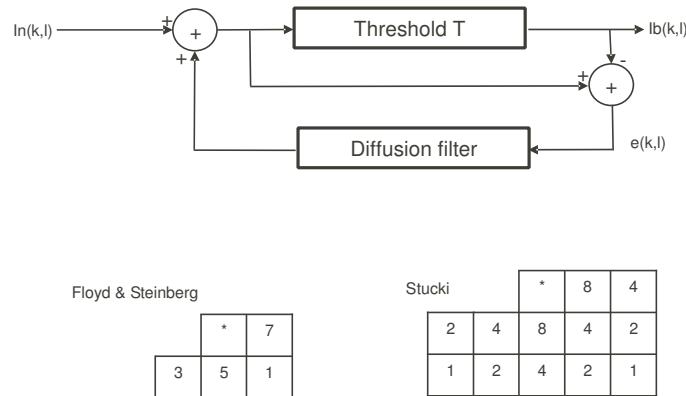 In(k,l)
+
+
+
Threshold T
Ib(k,l)
-
+
+
Diffusion filter
e(k,l)
Floyd & Steinberg
* 7
3 5 1
Stucki
* 8 4
2 4 8 4 2
1 2 4 2 1